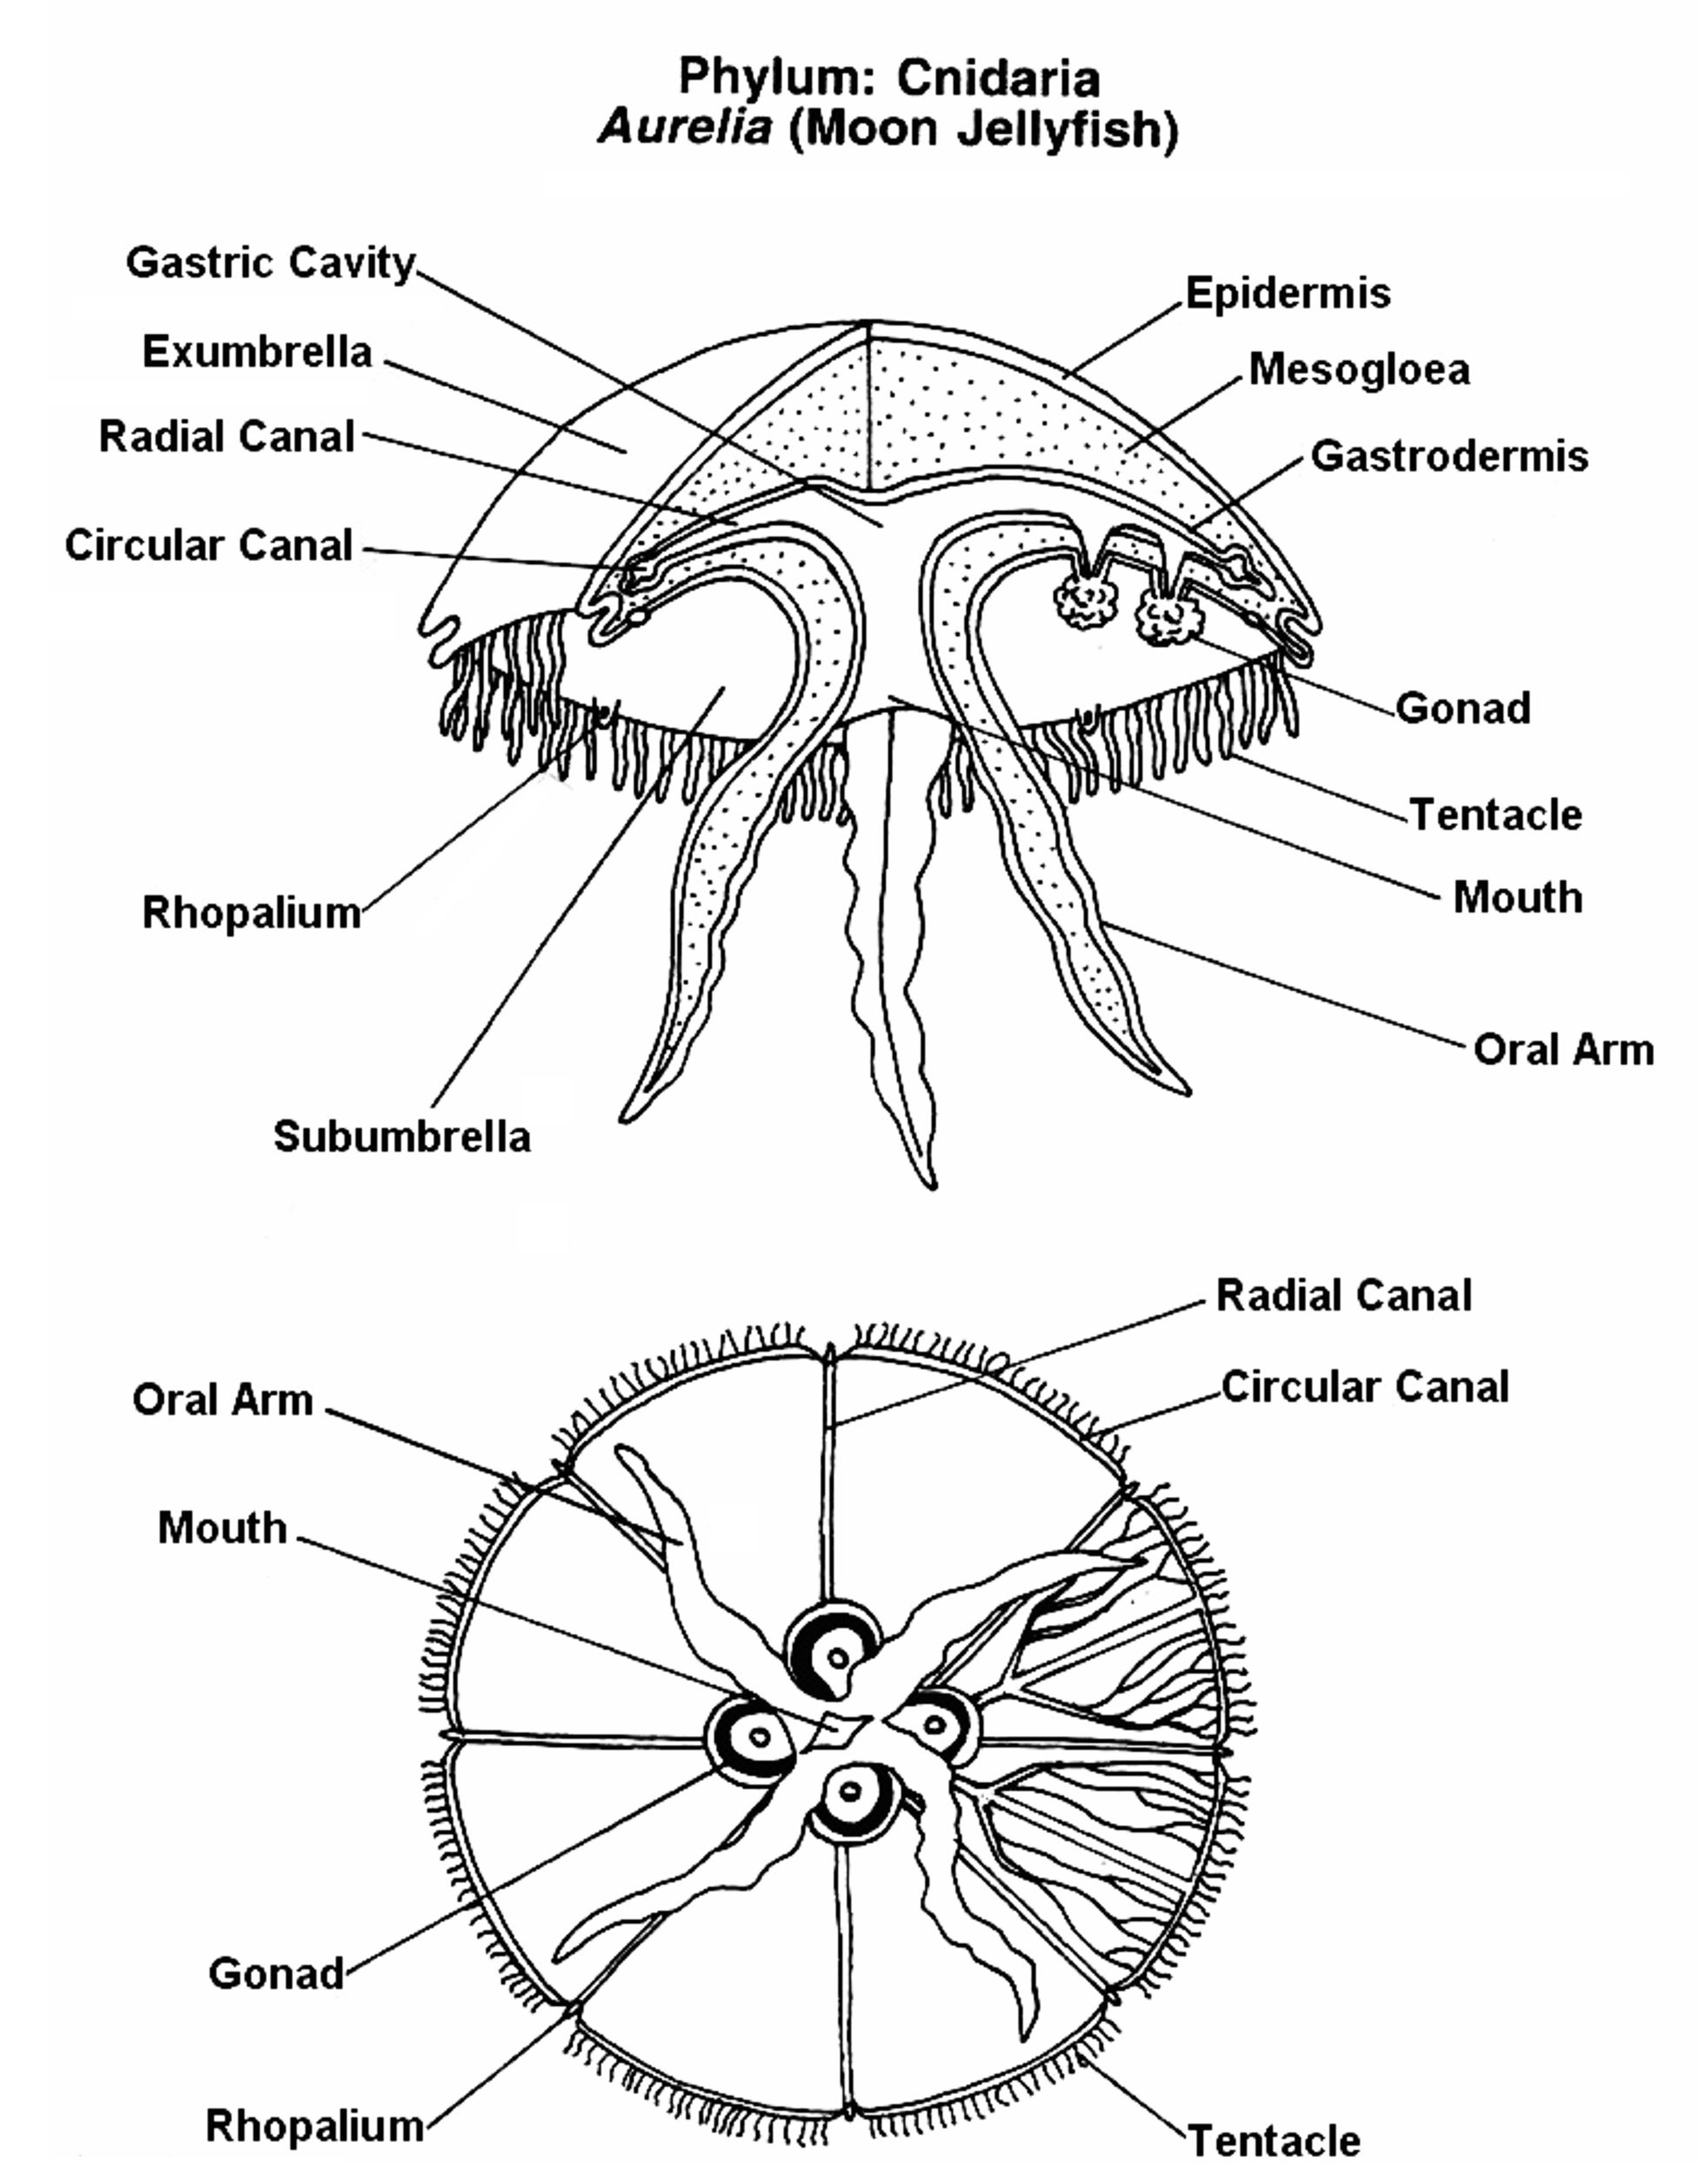 Phylum: Cnidaria
Aurelia (Moon Jellyfish)
Gastric Cavity
Epidermis
Exumbrella
Mesogloea
Radial Canal
Gastrodermis
Circular Canal
Gonad
Tentacle
Mouth
Rhopalium
Oral Arm
Subumbrella
Radial Canal
Circular Canal
Oral Arm
Mouth
Gonad
Rhopalium
Tentacle